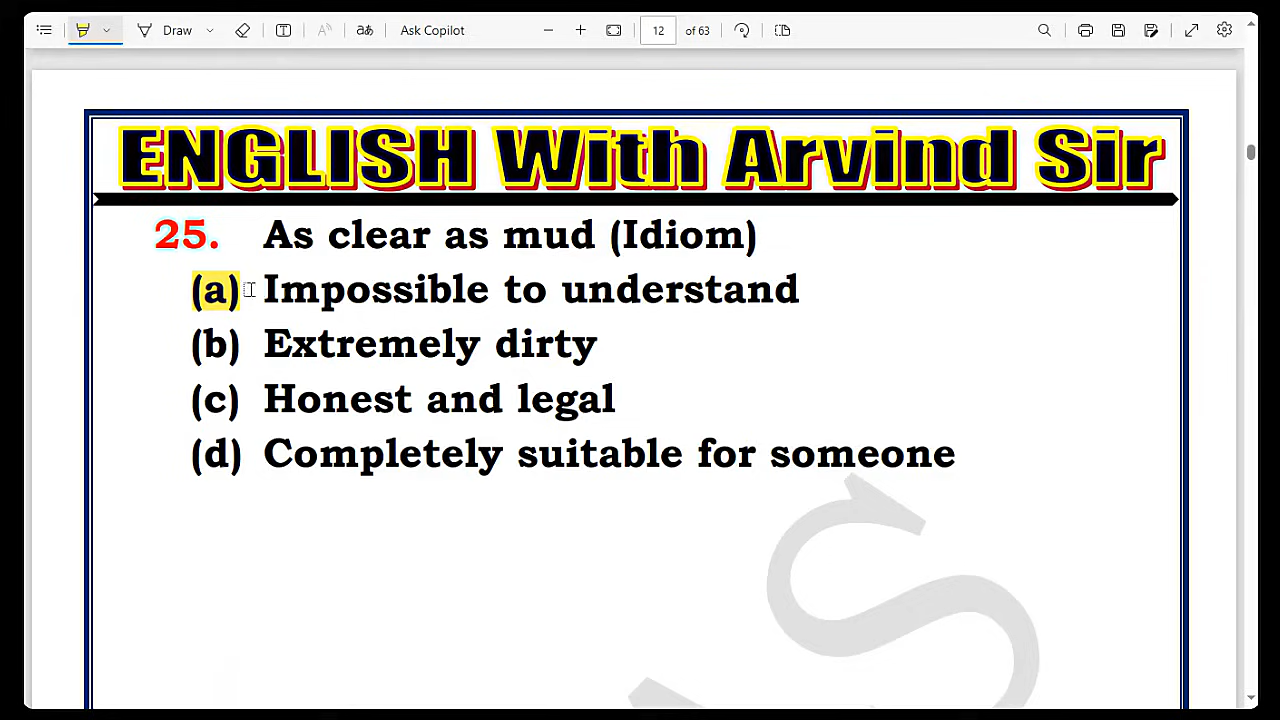 Draw
Ask Copilot
12 of 63
ENGLISH With Arvind Sir
25. As clear as mud (Idiom)
(a) Impossible to understand
(b) Extremely dirty
(c) Honest and legal
(d) Completely suitable for someone
S